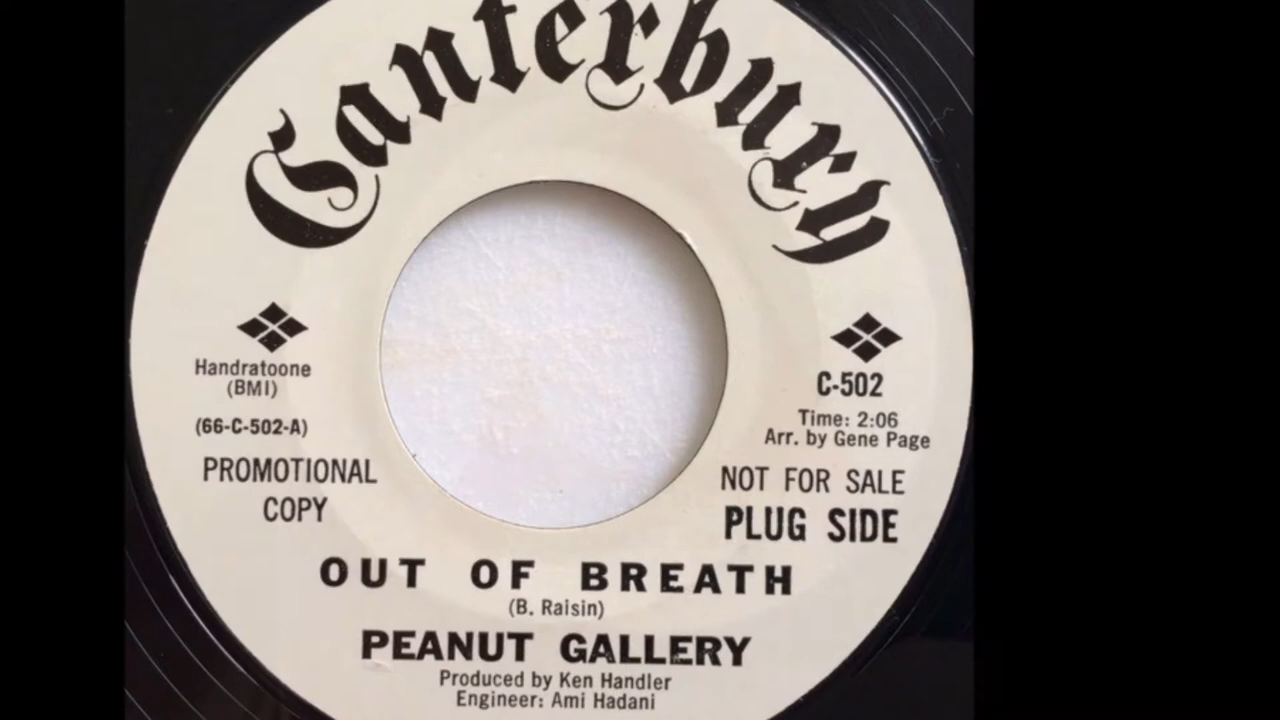 Canterbury
Handratoone
(BMI)
(66-C-502-A)
PROMOTIONAL
COPY
C-502
Time: 2:06
Arr. by Gene Page
NOT FOR SALE
PLUG SIDE
OUT OF BREATH
(B. Raisin)
PEANUT GALLERY
Produced by Ken Handler
Engineer: Ami Hadani